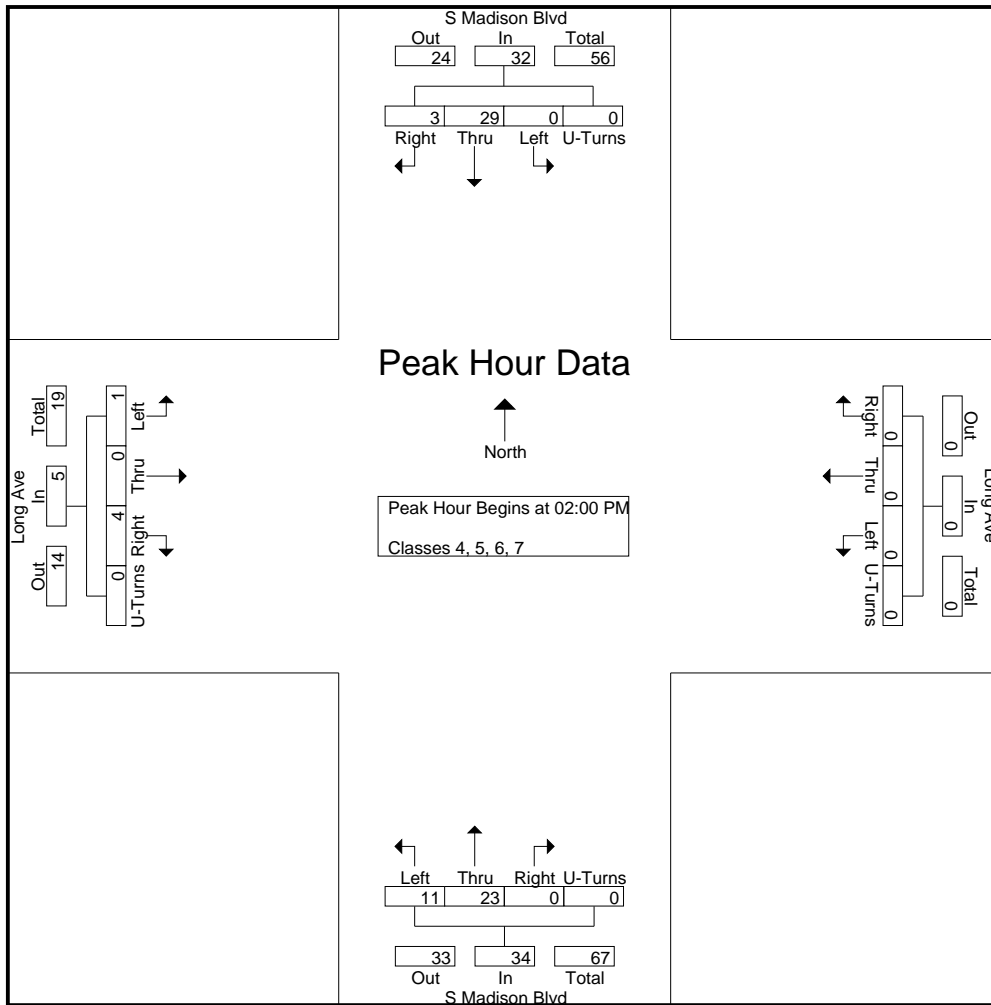 S Madison Blvd
Out In Total
24 32 56
3 29 0 0
Right Thru Left U-Turns
Peak Hour Data
North
Peak Hour Begins at 02:00 PM
Classes 4, 5, 6, 7
Long Ave
Total In Out
19 5 14
1 0 4 0
Left Thru Right U-Turns
Right Thru Left U-Turns
0 0 0 0
Out In Total
0 0 0
Long Ave
Left Thru Right U-Turns
11 23 0 0
33 34 67
Out In Total
S Madison Blvd